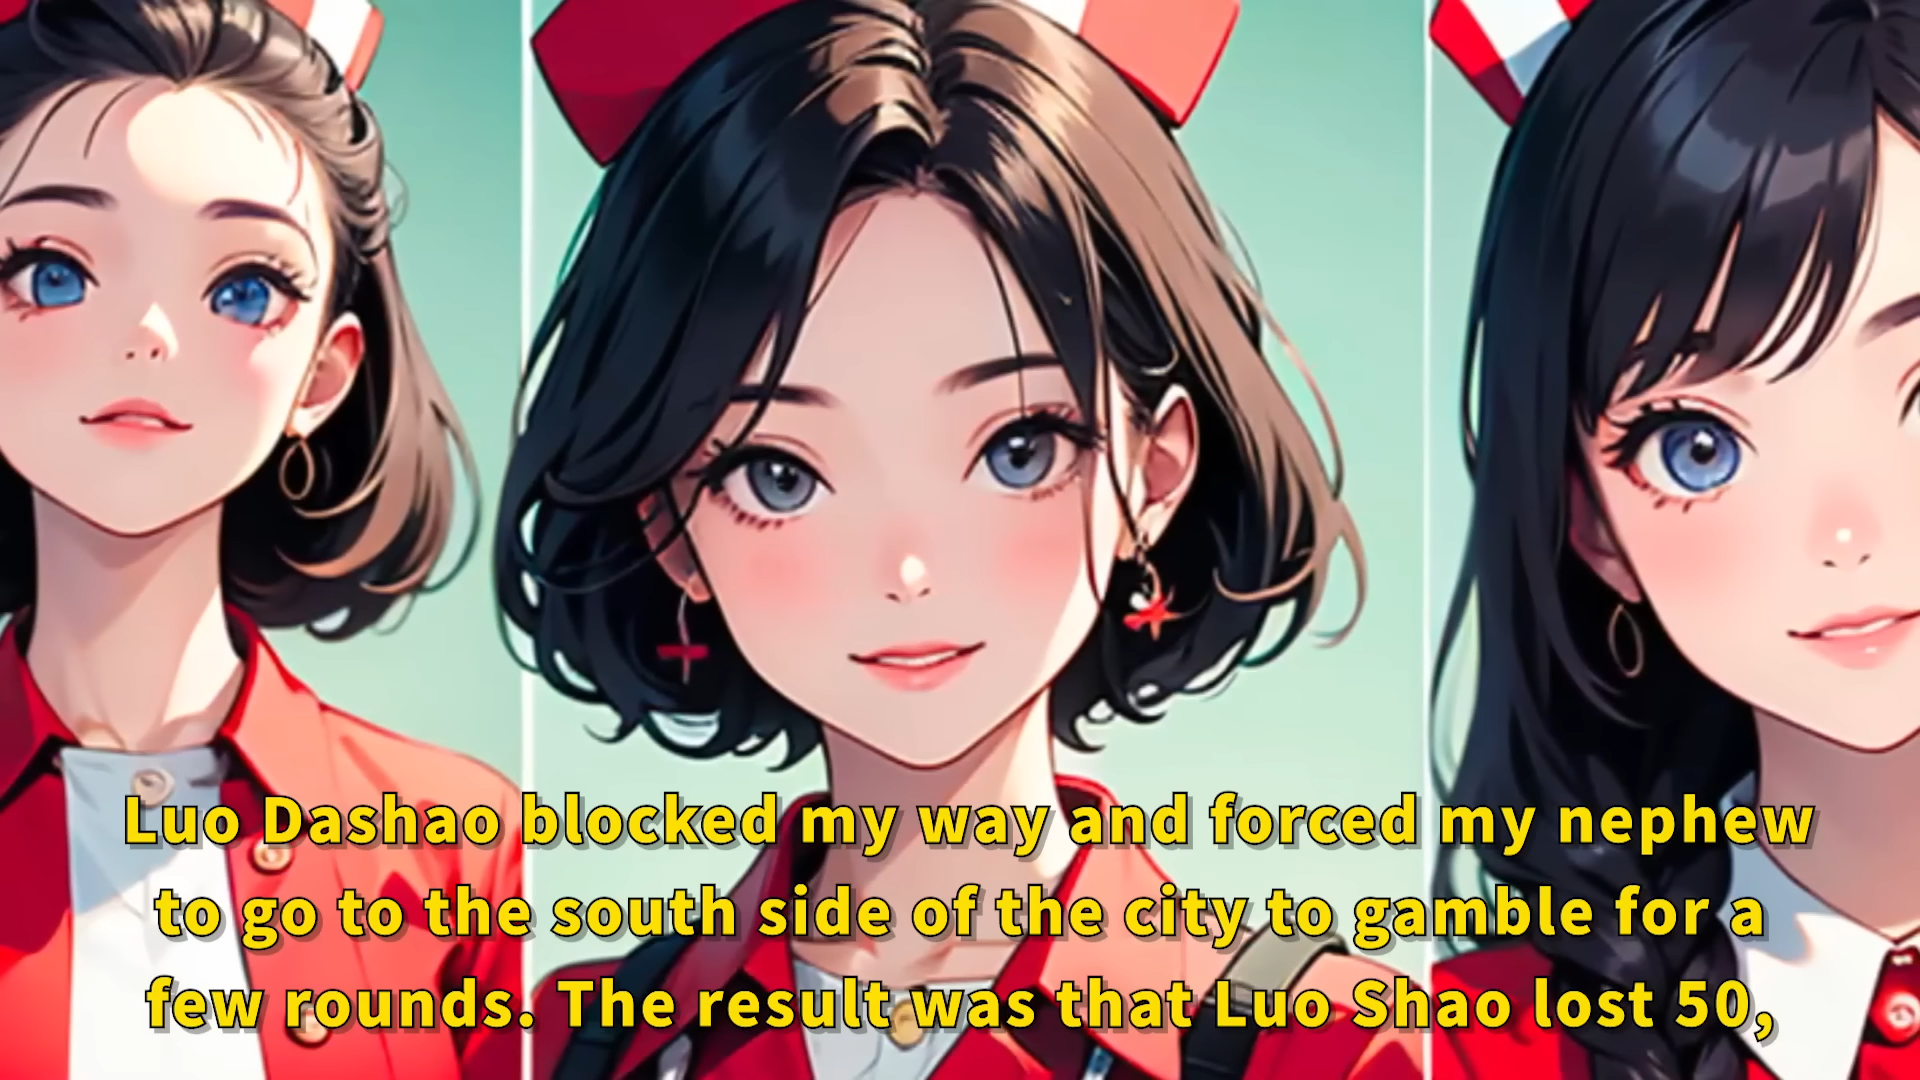 Luo Dashao blocked my way and forced my nephew
to go to the south side of the city to gamble for a
few rounds. The result was that Luo Shao lost 50,